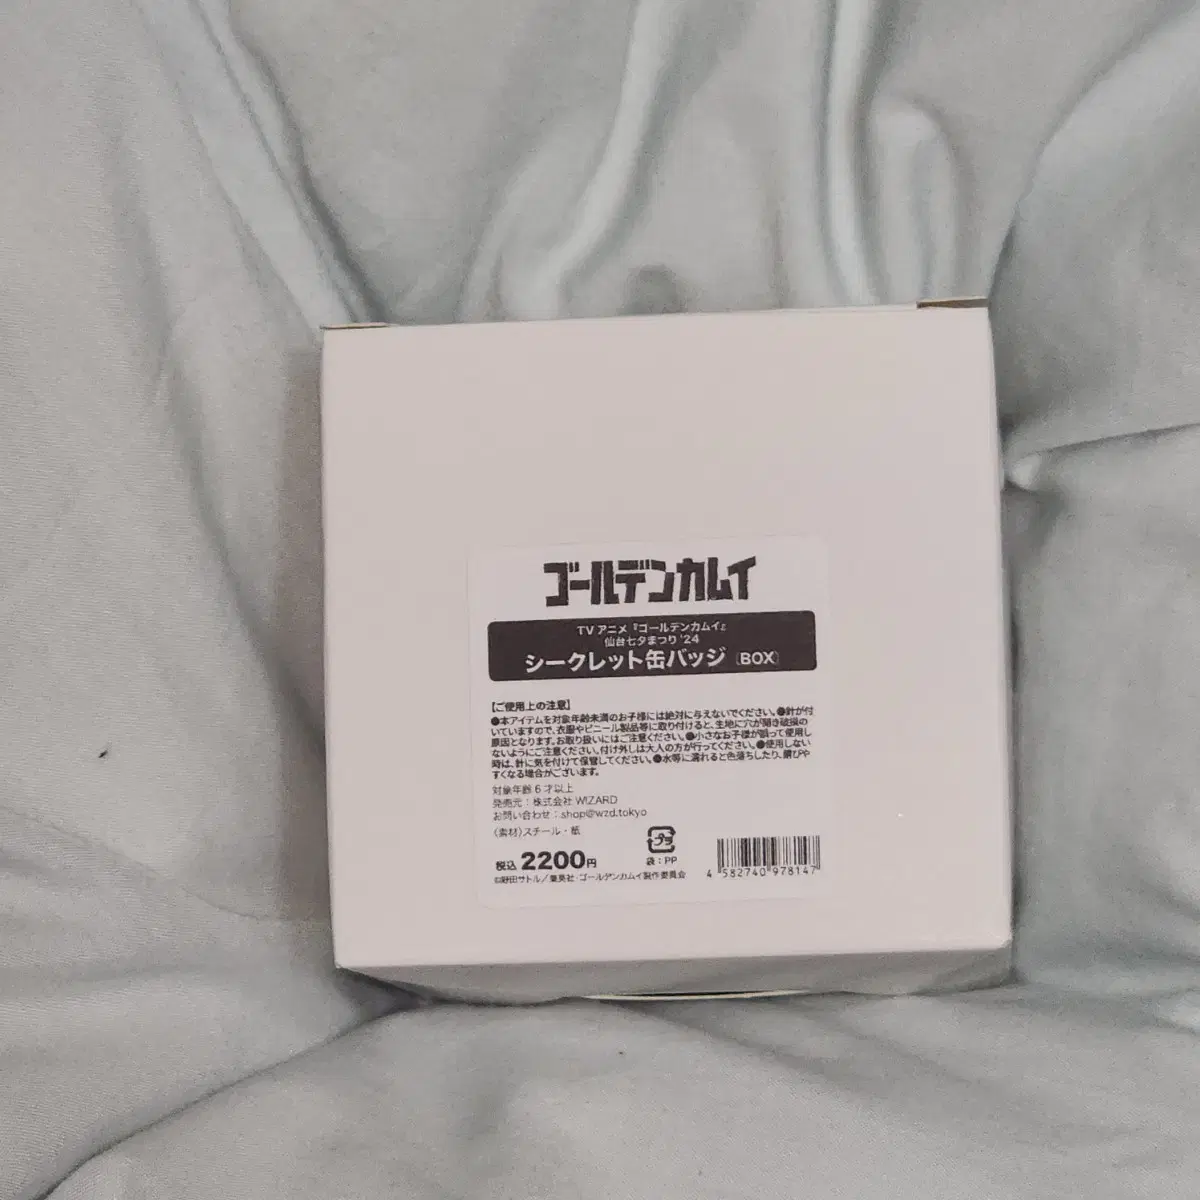 ゴールデンカムイ
TVアニメ『ゴールデンカムイ』
仙台七夕まつり'24
シークレット缶バッジ〔BOX〕
【ご使用上の注意】
●本アイテムを対象年齢未満のお子様には絶対に与えないでください。●針が付
いていますので、衣服やビニール製品等に取り付けると、生地に穴が開き破損の
原因となります。お取り扱いにはご注意ください。●小さなお子様が誤って使用し
ないようにご注意ください。付け外しは大人の方が行ってください。●使用しない
時は、針に気を付けて保管してください。●水等に濡れると色落ちしたり、錆びや
すくなる場合がございます。
対象年齢6才以上
発売元：株式会社WIZARD
お問い合わせ：shop@wzd.tokyo
〈素材〉スチール・紙
税込2200円
プラ
袋：PP
©野田サトル／集英社・ゴールデンカムイ製作委員会
4 582740 978147